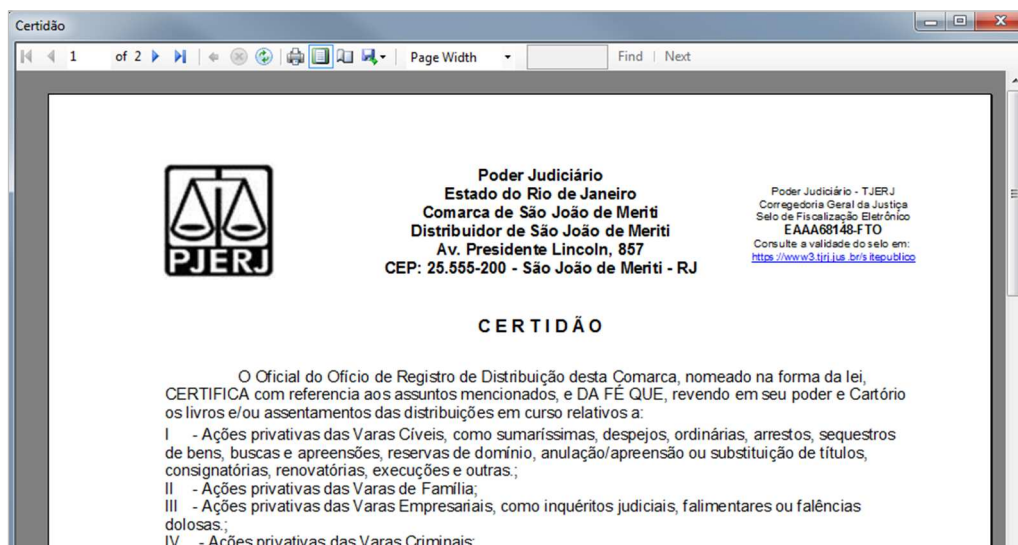 Certidão
1 of 2 Page Width Find | Next
PJERJ
Poder Judiciário
Estado do Rio de Janeiro
Comarca de São João de Meriti
Distribuidor de São João de Meriti
Av. Presidente Lincoln, 857
CEP: 25.555-200 - São João de Meriti - RJ
Poder Judiciário - TJERJ
Corregedoria Geral da Justiça
Selo de Fiscalização Eletrônico
EAAA68148-FTO
Consulte a validade do selo em:
https://www3.tjrj.jus.br/sitepublico
CERTIDÃO
O Oficial do Ofício de Registro de Distribuição desta Comarca, nomeado na forma da lei,
CERTIFICA com referencia aos assuntos mencionados, e DA FÉ QUE, revendo em seu poder e Cartório
os livros e/ou assentamentos das distribuições em curso relativos a:
I - Ações privativas das Varas Cíveis, como sumaríssimas, despejos, ordinárias, arrestos, sequestros
de bens, buscas e apreensões, reservas de domínio, anulação/apreensão ou substituição de títulos,
consignatórias, renovatórias, execuções e outras.;
II - Ações privativas das Varas de Família;
III - Ações privativas das Varas Empresariais, como inquéritos judiciais, falimentares ou falências
dolosas.;
IV - Ações privativas das Varas Criminais;